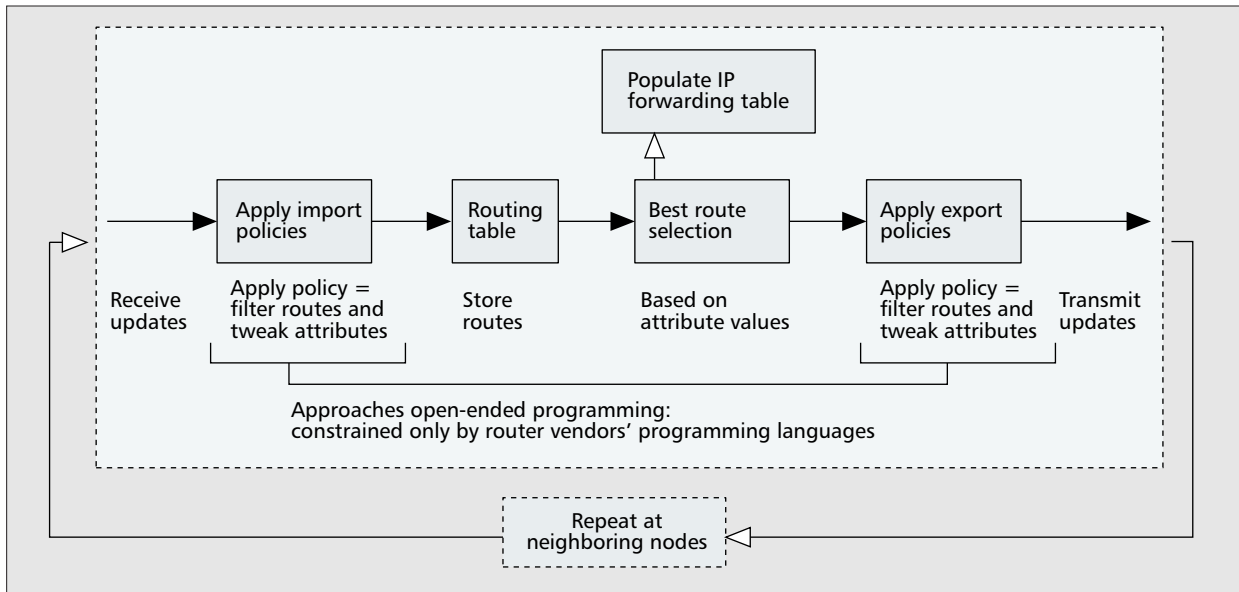 Populate IP
forwarding table
Apply import
policies
Routing
table
Best route
selection
Apply export
policies
Receive
updates
Apply policy =
filter routes and
tweak attributes
Store
routes
Based on
attribute values
Apply policy =
filter routes and
tweak attributes
Transmit
updates
Approaches open-ended programming:
constrained only by router vendors’ programming languages
Repeat at
neighboring nodes